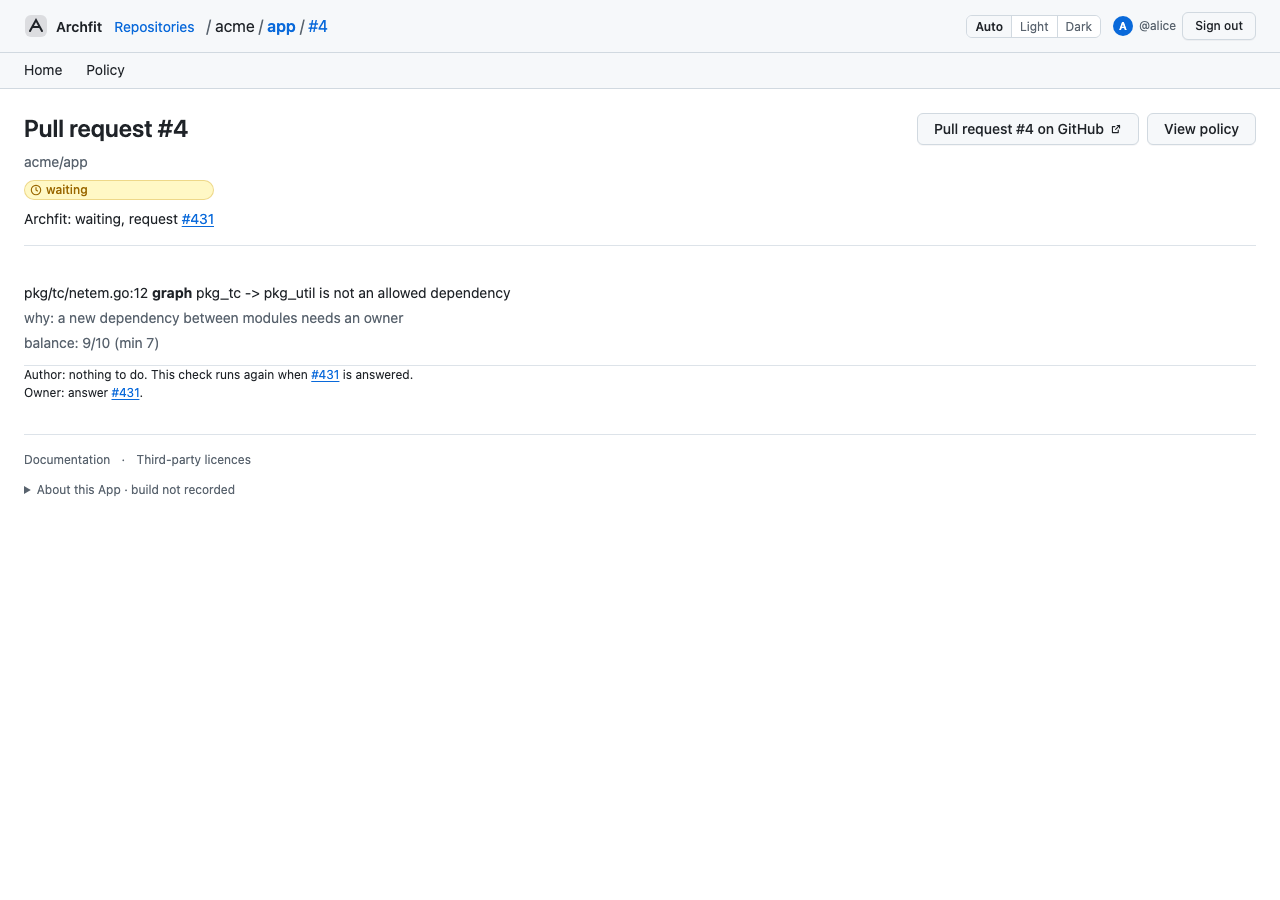 Archfit Repositories / acme / app / #4
Auto Light Dark A @alice Sign out
Home Policy
Pull request #4
Pull request #4 on GitHub View policy
acme/app
waiting
Archfit: waiting, request #431
pkg/tc/netem.go:12 graph pkg_tc -> pkg_util is not an allowed dependency
why: a new dependency between modules needs an owner
balance: 9/10 (min 7)
Author: nothing to do. This check runs again when #431 is answered.
Owner: answer #431.
Documentation · Third-party licences
About this App · build not recorded